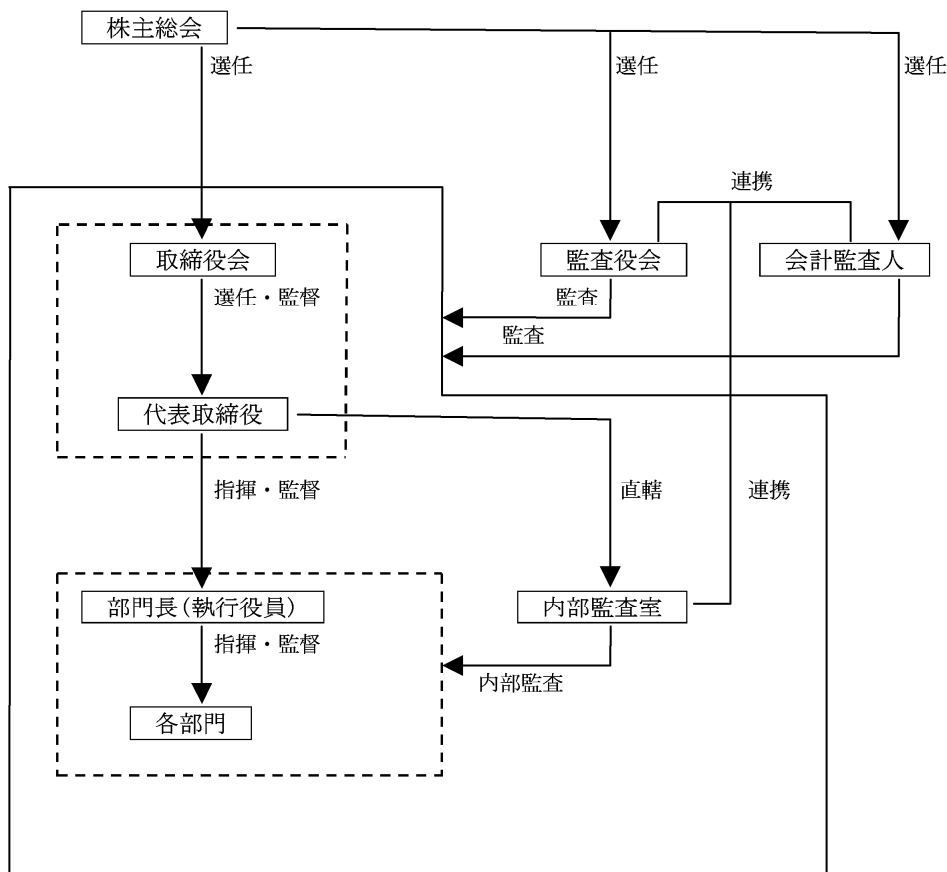 株主総会
選任
選任
選任
連携
取締役会
監査役会
会計監査人
選任・監督
監査
監査
代表取締役
指揮・監督
直轄
連携
部門長(執行役員)
内部監査室
指揮・監督
内部監査
各部門